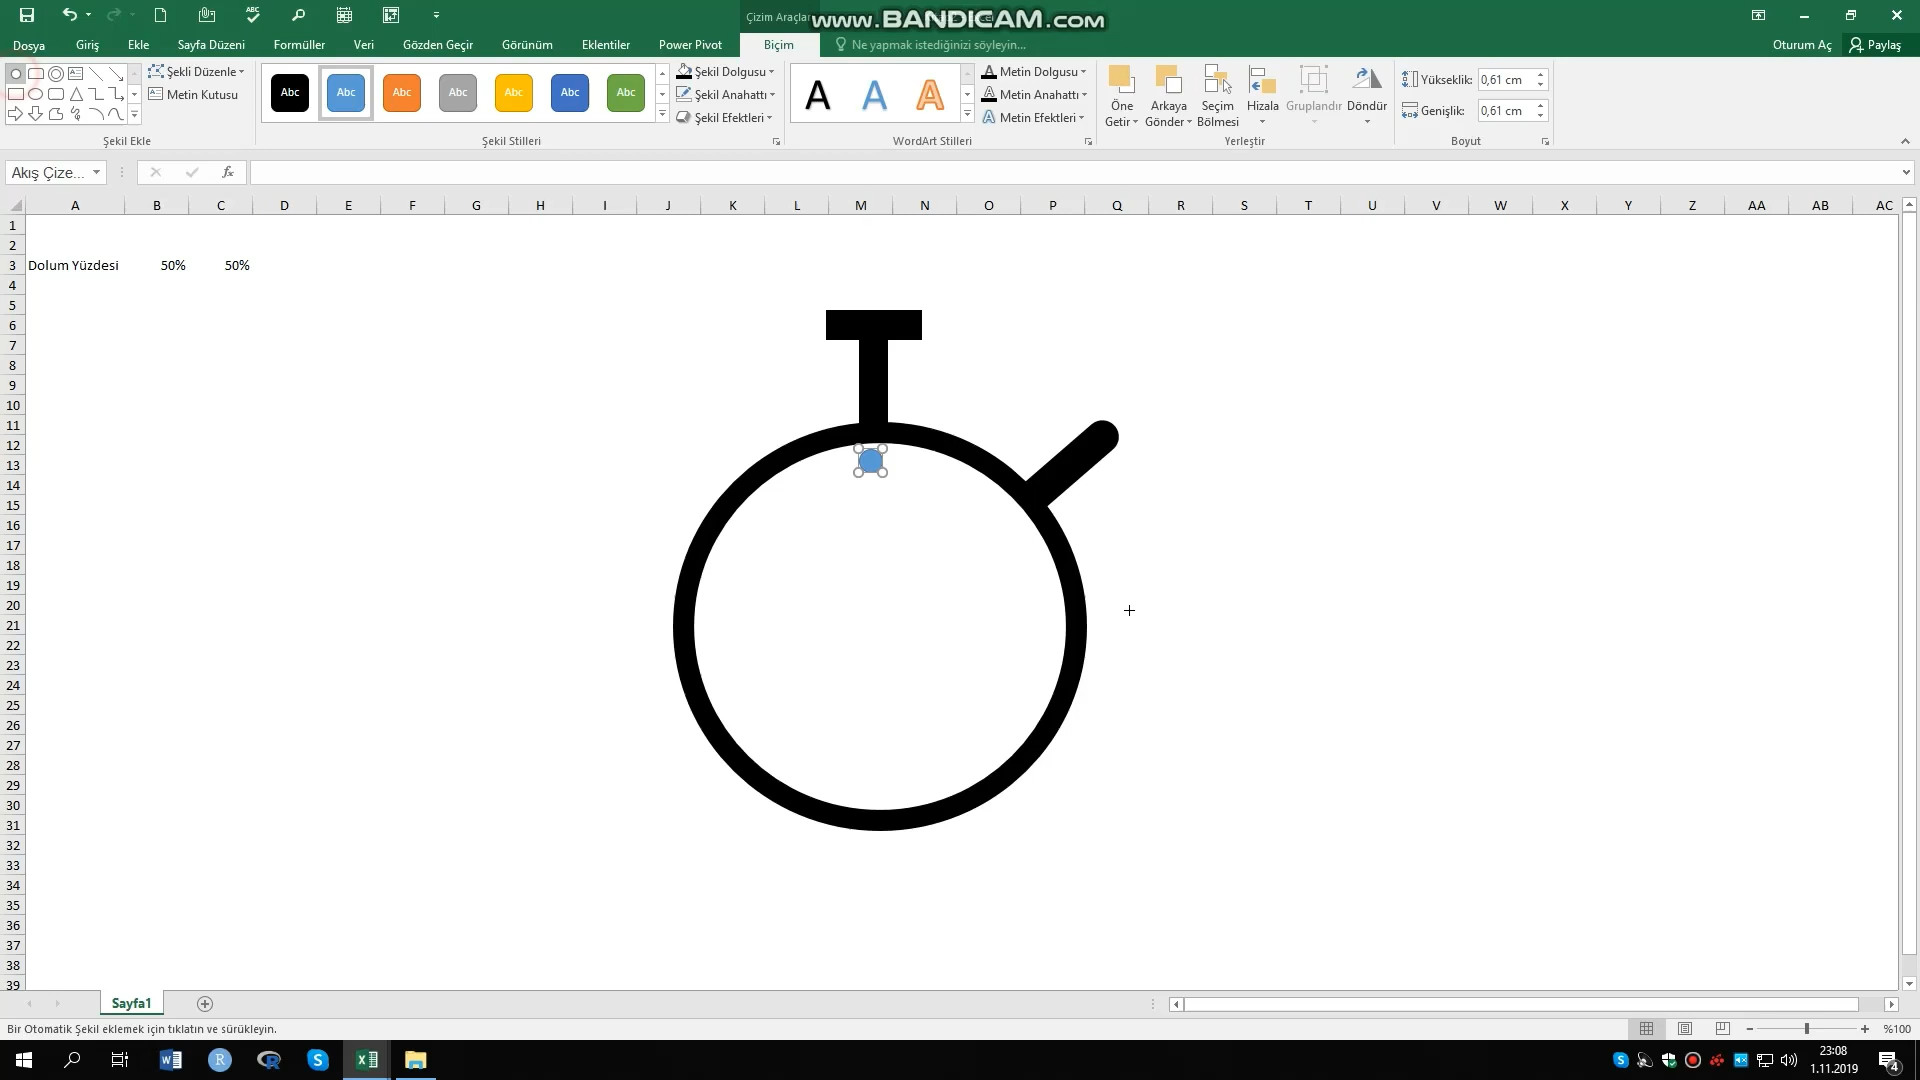 Çizim Araçları
www.BANDICAM.com
Dosya Giriş Ekle Sayfa Düzeni Formüller Veri Gözden Geçir Görünüm Eklentiler Power Pivot Biçim Ne yapmak istediğinizi söyleyin... Oturum Aç Paylaş
Şekli Düzenle
Metin Kutusu
Şekil Ekle
Abc Abc Abc Abc Abc Abc Abc
Şekil Dolgusu
Şekil Anahattı
Şekil Efektleri
Şekil Stilleri
A A A
Metin Dolgusu
Metin Anahattı
Metin Efektleri
WordArt Stilleri
Öne Getir
Arkaya Gönder
Seçim Bölmesi
Hizala
Gruplandır
Döndür
Yerleştir
Yükseklik: 0,61 cm
Genişlik: 0,61 cm
Boyut
Akış Çize... fx
A B C D E F G H I J K L M N O P Q R S T U V W X Y Z AA AB AC
1
2
3 Dolum Yüzdesi 50% 50%
4
5
6
7
8
9
10
11
12
13
14
15
16
17
18
19
20
21
22
23
24
25
26
27
28
29
30
31
32
33
34
35
36
37
38
39
Sayfa1
Bir Otomatik Şekil eklemek için tıklatın ve sürükleyin.
%100
23:08
1.11.2019
4